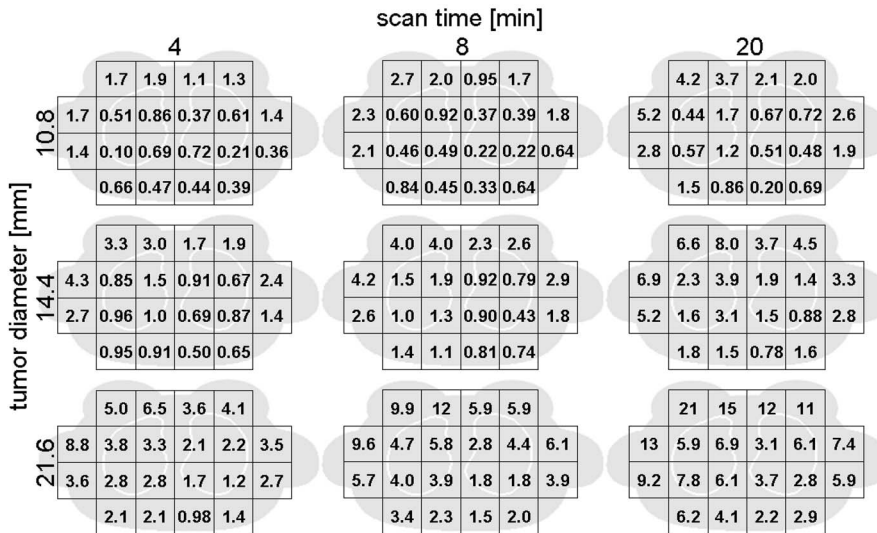 scan time [min]
4 8 20
tumor diameter [mm]
10.8
1.7 1.9 1.1 1.3 2.7 2.0 0.95 1.7 4.2 3.7 2.1 2.0
1.7 0.51 0.86 0.37 0.61 1.4 2.3 0.60 0.92 0.37 0.39 1.8 5.2 0.44 1.7 0.67 0.72 2.6
1.4 0.10 0.69 0.72 0.21 0.36 2.1 0.46 0.49 0.22 0.22 0.64 2.8 0.57 1.2 0.51 0.48 1.9
0.66 0.47 0.44 0.39 0.84 0.45 0.33 0.64 1.5 0.86 0.20 0.69
14.4
3.3 3.0 1.7 1.9 4.0 4.0 2.3 2.6 6.6 8.0 3.7 4.5
4.3 0.85 1.5 0.91 0.67 2.4 4.2 1.5 1.9 0.92 0.79 2.9 6.9 2.3 3.9 1.9 1.4 3.3
2.7 0.96 1.0 0.69 0.87 1.4 2.6 1.0 1.3 0.90 0.43 1.8 5.2 1.6 3.1 1.5 0.88 2.8
0.95 0.91 0.50 0.65 1.4 1.1 0.81 0.74 1.8 1.5 0.78 1.6
21.6
5.0 6.5 3.6 4.1 9.9 12 5.9 5.9 21 15 12 11
8.8 3.8 3.3 2.1 2.2 3.5 9.6 4.7 5.8 2.8 4.4 6.1 13 5.9 6.9 3.1 6.1 7.4
3.6 2.8 2.8 1.7 1.2 2.7 5.7 4.0 3.9 1.8 1.8 3.9 9.2 7.8 6.1 3.7 2.8 5.9
2.1 2.1 0.98 1.4 3.4 2.3 1.5 2.0 6.2 4.1 2.2 2.9